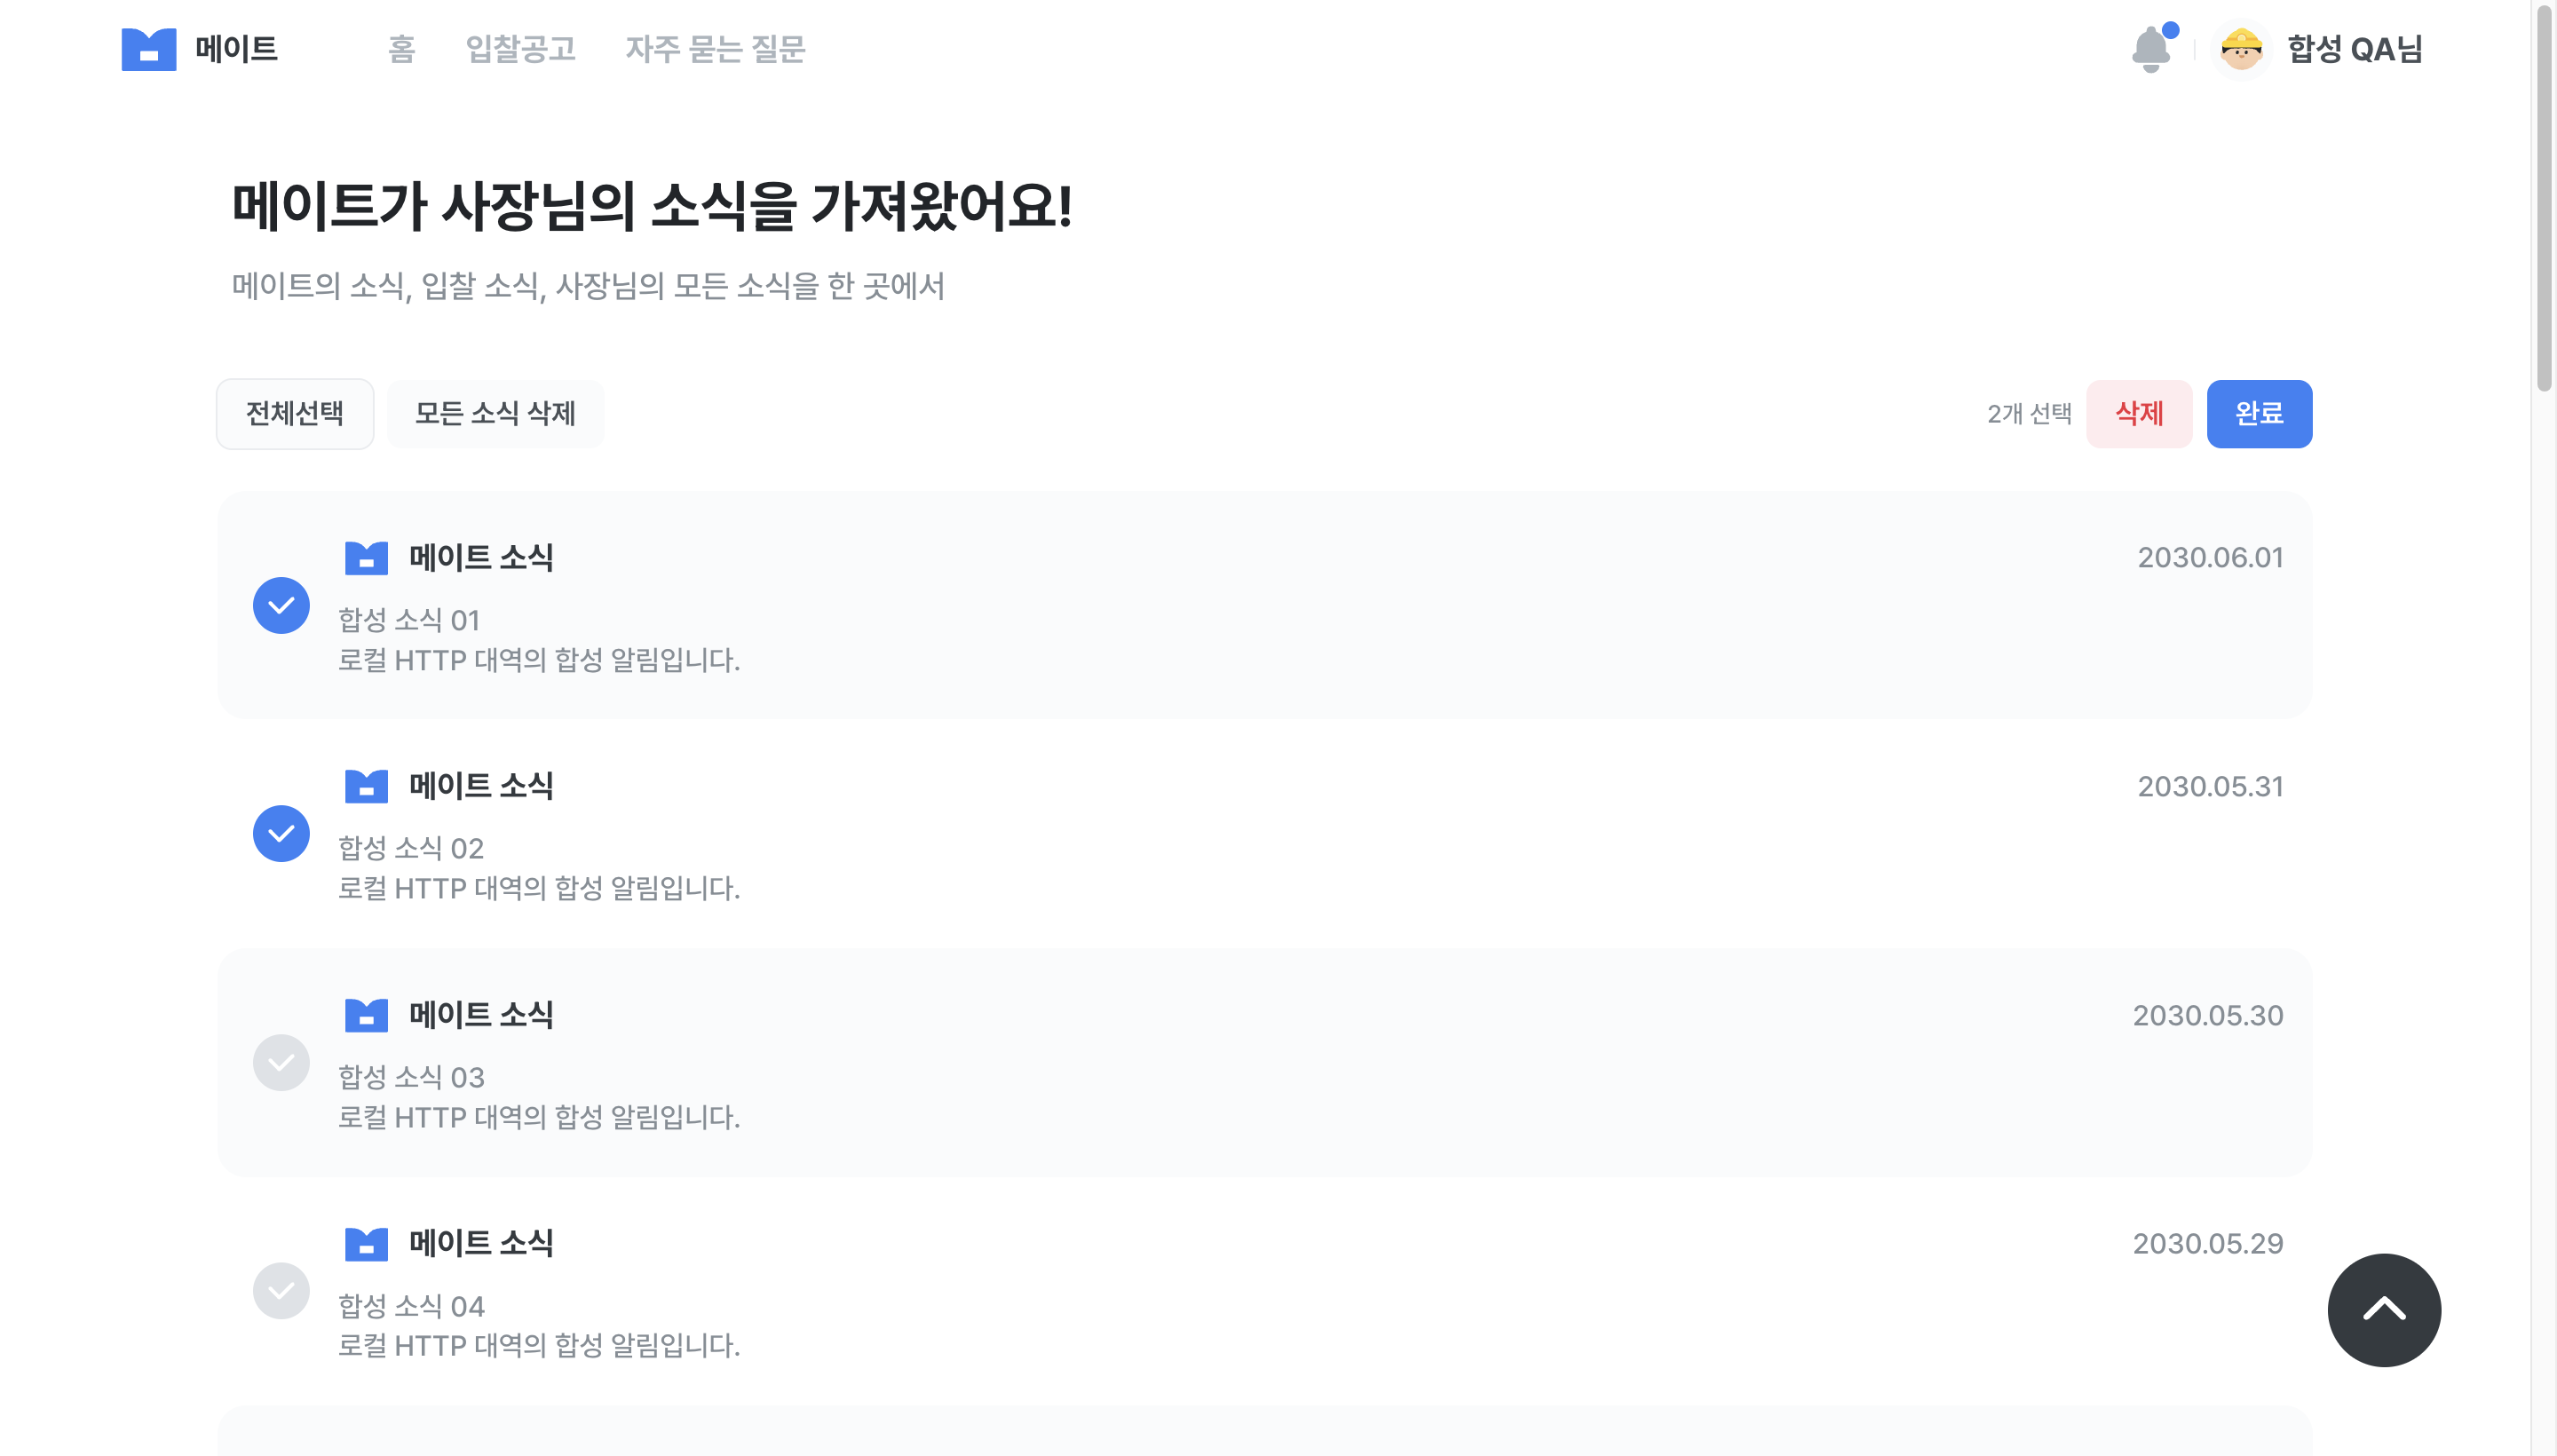 메이트 홈 입찰공고 자주 묻는 질문 합성 QA님
메이트가 사장님의 소식을 가져왔어요!
메이트의 소식, 입찰 소식, 사장님의 모든 소식을 한 곳에서
전체선택 모든 소식 삭제 2개 선택 삭제 완료
메이트 소식 2030.06.01
합성 소식 01
로컬 HTTP 대역의 합성 알림입니다.
메이트 소식 2030.05.31
합성 소식 02
로컬 HTTP 대역의 합성 알림입니다.
메이트 소식 2030.05.30
합성 소식 03
로컬 HTTP 대역의 합성 알림입니다.
메이트 소식 2030.05.29
합성 소식 04
로컬 HTTP 대역의 합성 알림입니다.